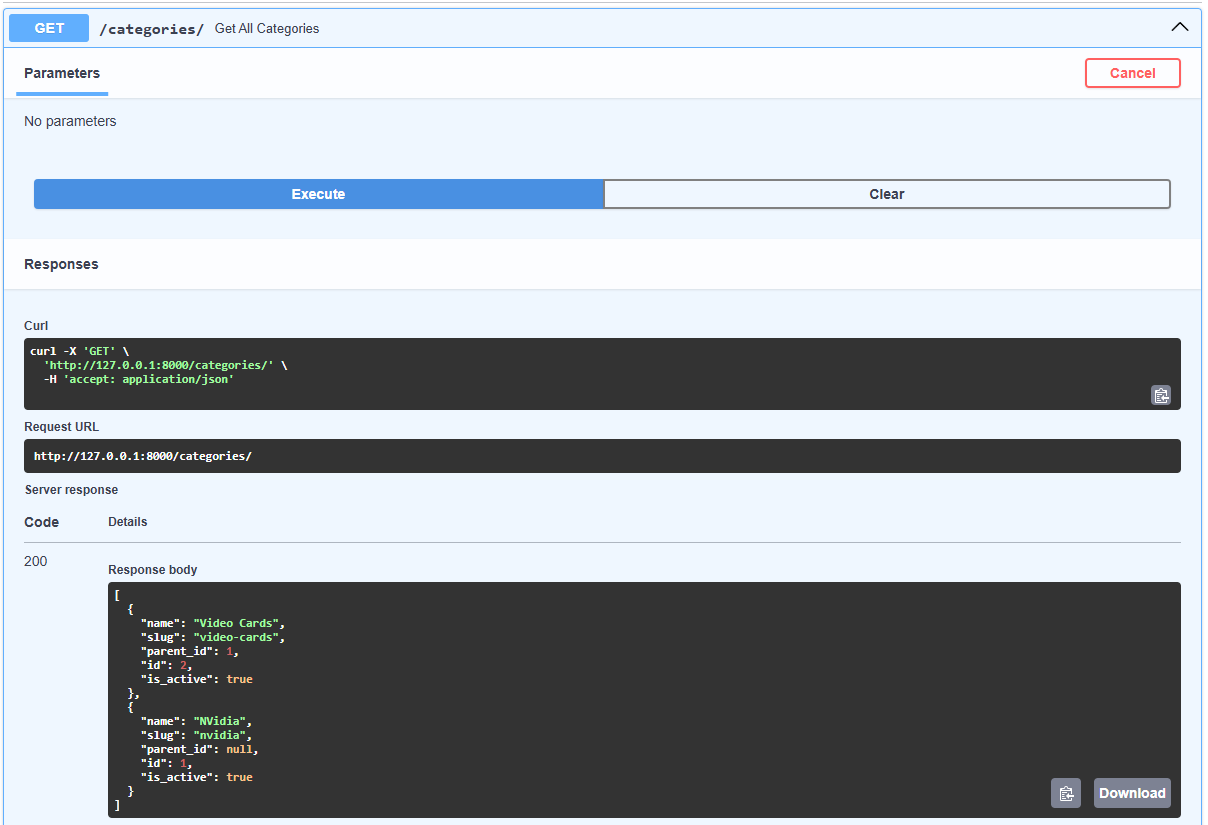 GET /categories/ Get All Categories
Parameters Cancel
No parameters
Execute Clear
Responses
Curl
curl -X 'GET' \
  'http://127.0.0.1:8000/categories/' \
  -H 'accept: application/json'
Request URL
http://127.0.0.1:8000/categories/
Server response
Code Details
200
Response body
[
  {
    "name": "Video Cards",
    "slug": "video-cards",
    "parent_id": 1,
    "id": 2,
    "is_active": true
  },
  {
    "name": "NVidia",
    "slug": "nvidia",
    "parent_id": null,
    "id": 1,
    "is_active": true
  }
]
Download